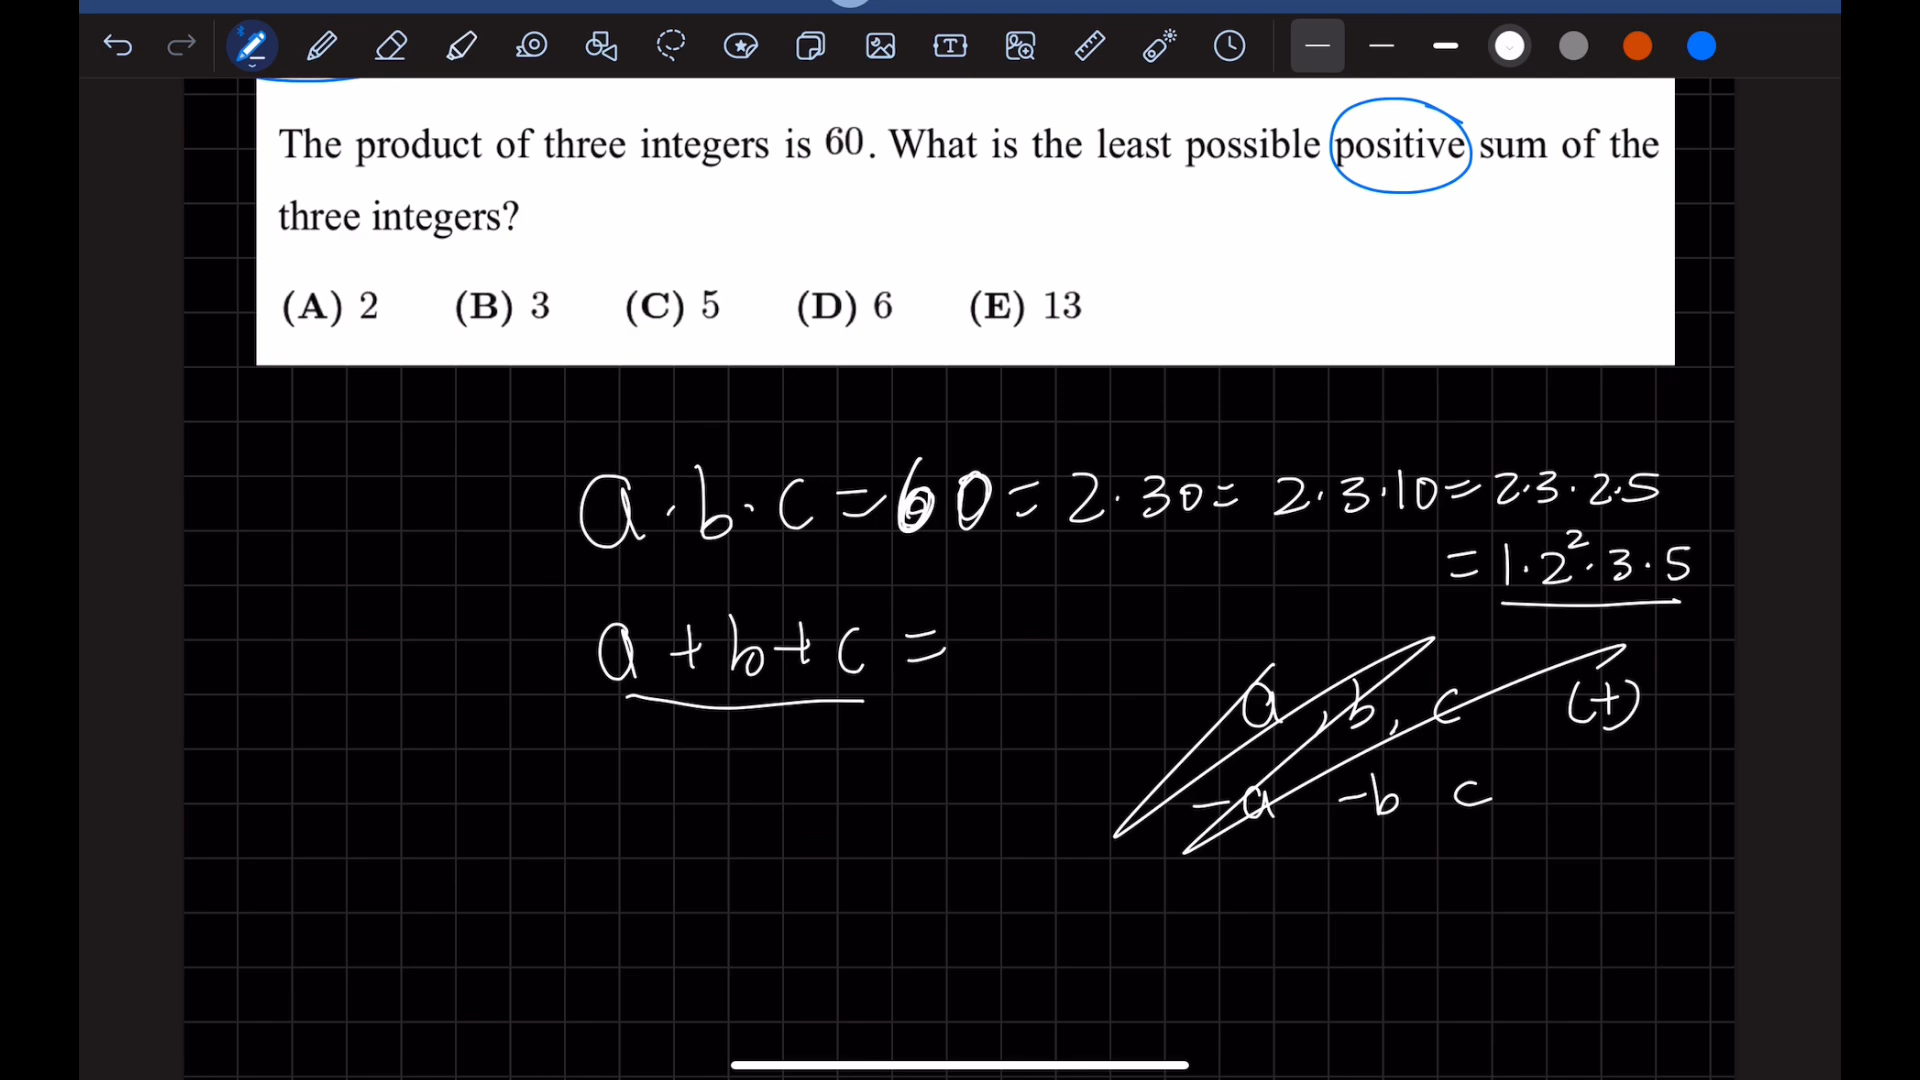 The product of three integers is 60. What is the least possible positive sum of the
three integers?
(A) 2 (B) 3 (C) 5 (D) 6 (E) 13
a · b · c = 60 = 2 · 30 = 2 · 3 · 10 = 2 · 3 · 2 · 5
= 1 · 2² · 3 · 5
a + b + c =
a, b, c (+)
-a -b c